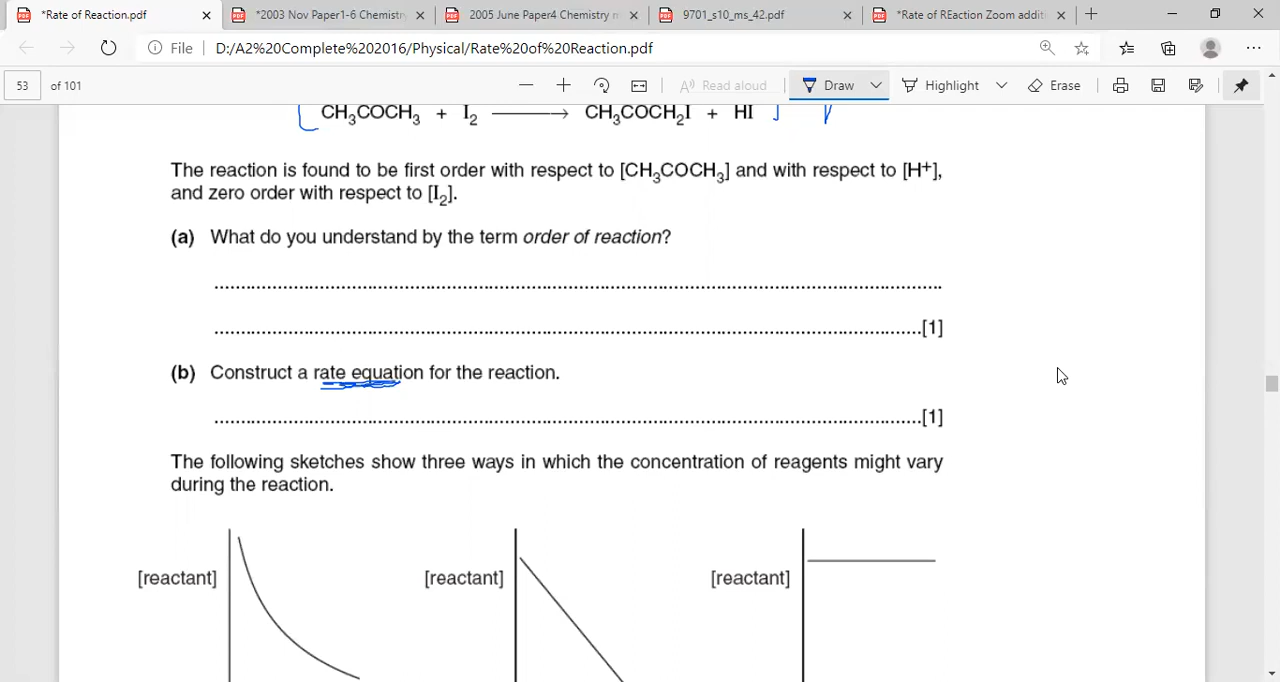 *Rate of Reaction.pdf
*2003 Nov Paper1-6 Chemistry
2005 June Paper4 Chemistry m
9701_s10_ms_42.pdf
*Rate of REaction Zoom addit
File
D:/A2%20Complete%202016/Physical/Rate%20of%20Reaction.pdf
53 of 101
Read aloud
Draw
Highlight
Erase
CH₃COCH₃ + I₂ ⟶ CH₃COCH₂I + HI
The reaction is found to be first order with respect to [CH₃COCH₃] and with respect to [H⁺],
and zero order with respect to [I₂].
(a) What do you understand by the term order of reaction?
........................................................................................................................................
....................................................................................................................................[1]
(b) Construct a rate equation for the reaction.
....................................................................................................................................[1]
The following sketches show three ways in which the concentration of reagents might vary
during the reaction.
[reactant] [reactant] [reactant]